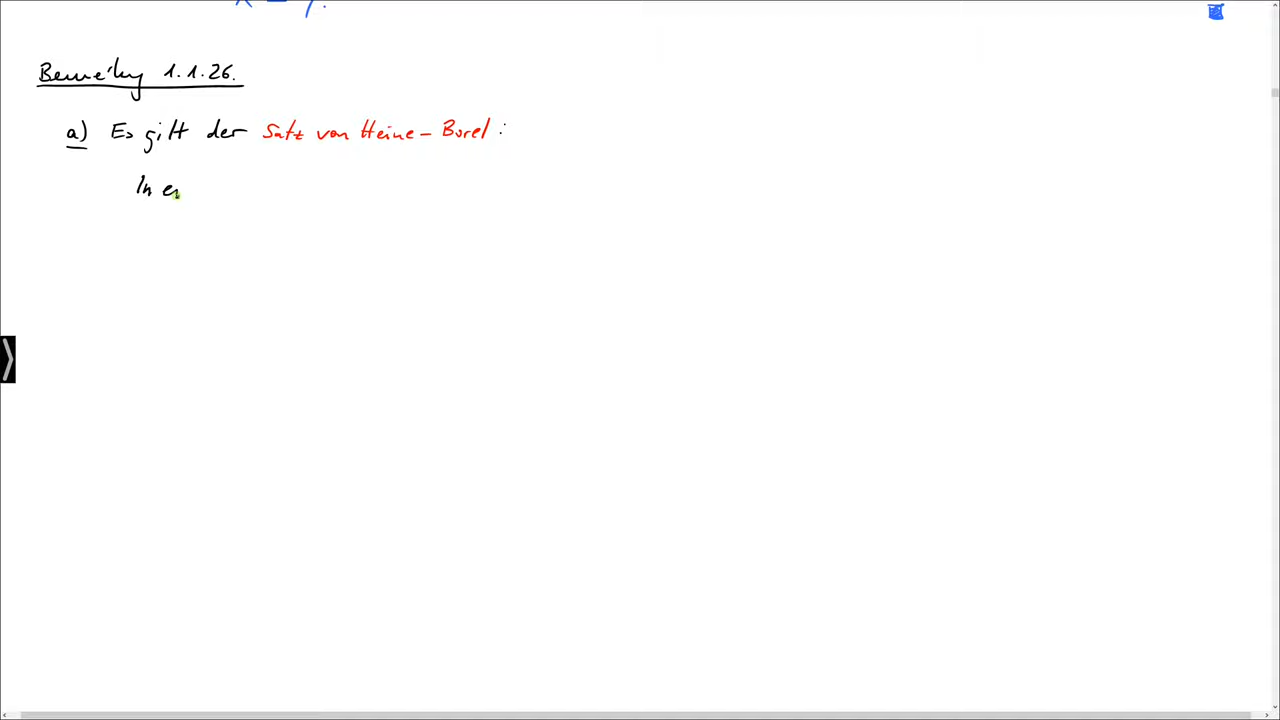 Bemerkung 1.1.26.
a) Es gilt der Satz von Heine-Borel:
In e